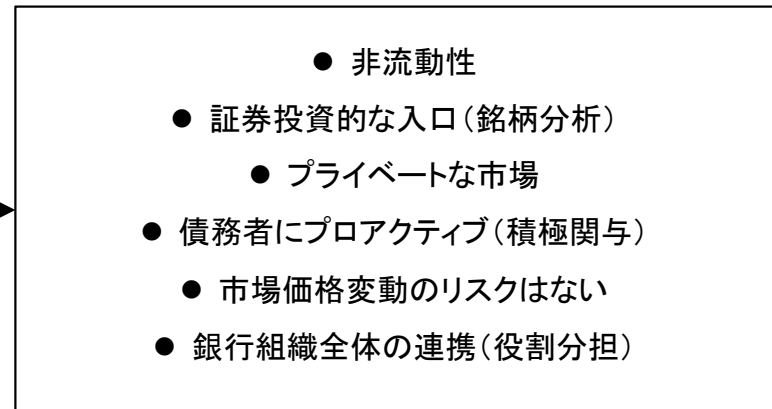 ● 非流動性
● 証券投資的な入口（銘柄分析）
● プライベートな市場
● 債務者にプロアクティブ（積極関与）
● 市場価格変動のリスクはない
● 銀行組織全体の連携（役割分担）